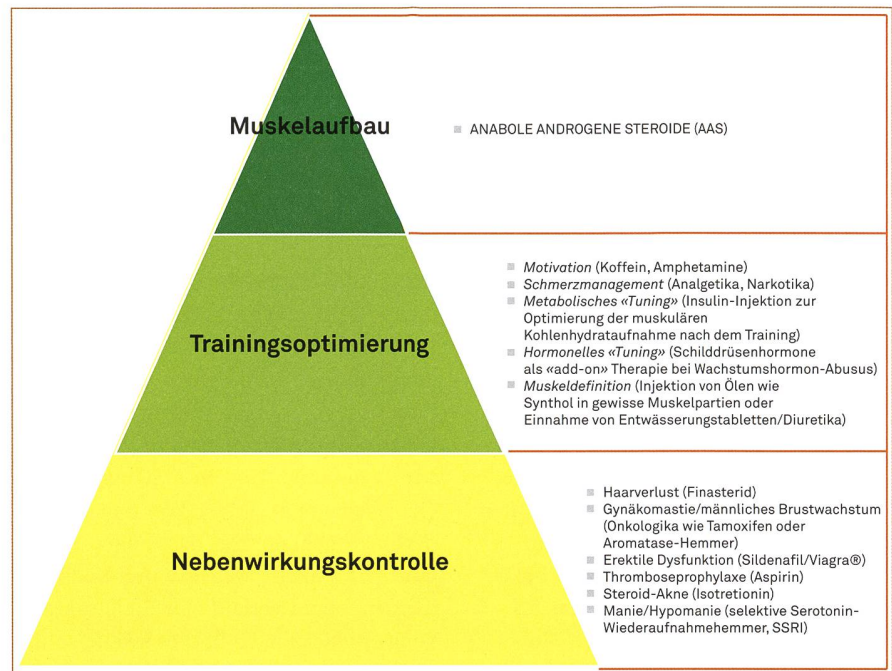 Muskelaufbau
ANABOLE ANDROGENE STEROIDE (AAS)
Trainingsoptimierung
Motivation (Koffein, Amphetamine)
Schmerzmanagement (Analgetika, Narkotika)
Metabolisches «Tuning» (Insulin-Injektion zur
Optimierung der muskulären
Kohlenhydrataufnahme nach dem Training)
Hormonelles «Tuning» (Schilddrüsenhormone
als «add-on» Therapie bei Wachstumshormon-Abusus)
Muskeldefinition (Injektion von Ölen wie
Synthol in gewisse Muskelpartien oder
Einnahme von Entwässerungstabletten/Diuretika)
Nebenwirkungskontrolle
Haarverlust (Finasterid)
Gynäkomastie/männliches Brustwachstum
(Onkologika wie Tamoxifen oder
Aromatase-Hemmer)
Erektile Dysfunktion (Sildenafil/Viagra®)
Thromboseprophylaxe (Aspirin)
Steroid-Akne (Isotretionin)
Manie/Hypomanie (selektive Serotonin-
Wiederaufnahmehemmer, SSRI)